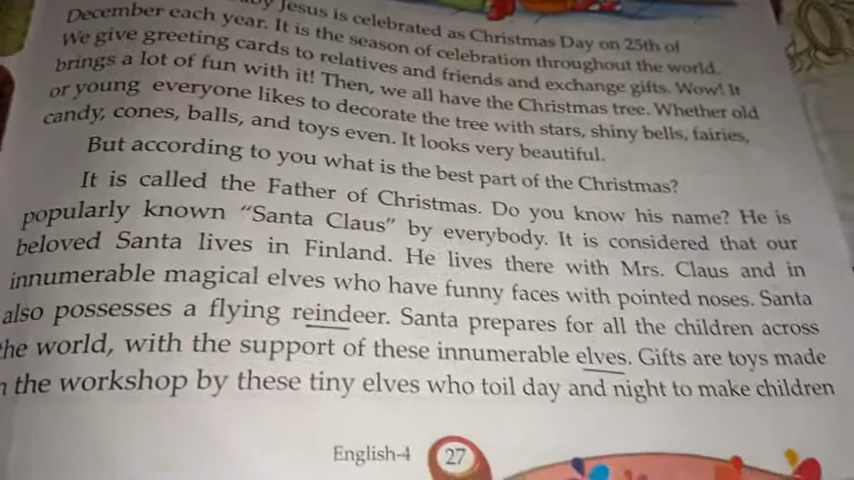 Jesus is celebrated as Christmas Day on 25th of
December each year. It is the season of celebration throughout the world.
We give greeting cards to relatives and friends and exchange gifts. Wow! It
brings a lot of fun with it! Then, we all have the Christmas tree. Whether old
or young everyone likes to decorate the tree with stars, shiny bells, fairies,
candy, cones, balls, and toys even. It looks very beautiful.
But according to you what is the best part of the Christmas?
It is called the Father of Christmas. Do you know his name? He is
popularly known “Santa Claus” by everybody. It is considered that our
beloved Santa lives in Finland. He lives there with Mrs. Claus and in
innumerable magical elves who have funny faces with pointed noses. Santa
also possesses a flying reindeer. Santa prepares for all the children across
the world, with the support of these innumerable elves. Gifts are toys made
the workshop by these tiny elves who toil day and night to make children
English-4 27